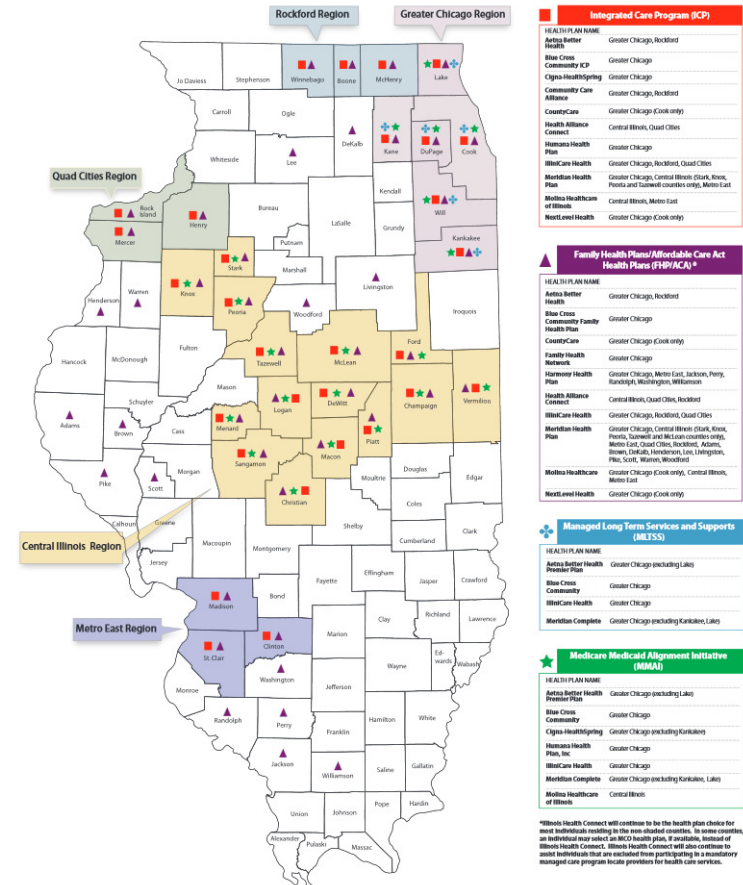 Rockford Region
Greater Chicago Region
Jo Daviess
Stephenson
Winnebago
Boone
McHenry
Lake
Carroll
Ogle
DeKalb
Kane
DuPage
Cook
Whiteside
Lee
Quad Cities Region
Kendall
Will
Rock
Island
Henry
Bureau
LaSalle
Grundy
Mercer
Putnam
Kankakee
Stark
Marshall
Knox
Peoria
Livingston
Warren
Henderson
Woodford
Iroquois
Fulton
Ford
Hancock
McDonough
Tazewell
McLean
Mason
Schuyler
Logan
DeWitt
Champaign
Vermilion
Adams
Brown
Cass
Menard
Piatt
Macon
Sangamon
Morgan
Pike
Scott
Douglas
Edgar
Moultrie
Christian
Coles
Calhoun
Greene
Shelby
Clark
Central Illinois Region
Macoupin
Montgomery
Cumberland
Jersey
Effingham
Fayette
Jasper
Crawford
Bond
Madison
Clay
Richland
Lawrence
Metro East Region
Marion
Clinton
St. Clair
Ed-
wards
Wabash
Wayne
Washington
Monroe
Jefferson
Randolph
Perry
Hamilton
White
Franklin
Jackson
Williamson
Saline
Gallatin
Union
Johnson
Pope
Hardin
Alexander
Pulaski
Massac
Integrated Care Program (ICP)
HEALTH PLAN NAME
Aetna Better Health Greater Chicago, Rockford
Blue Cross Community ICP Greater Chicago
Cigna-HealthSpring Greater Chicago
Community Care Alliance Greater Chicago, Rockford
CountyCare Greater Chicago (Cook only)
Health Alliance Connect Central Illinois, Quad Cities
Humana Health Plan Greater Chicago
IlliniCare Health Greater Chicago, Rockford, Quad Cities
Meridian Health Plan Greater Chicago, Central Illinois (Stark, Knox,
Peoria and Tazewell counties only), Metro East
Molina Healthcare of Illinois Central Illinois, Metro East
NextLevel Health Greater Chicago (Cook only)
Family Health Plans/Affordable Care Act
Health Plans (FHP/ACA) *
HEALTH PLAN NAME
Aetna Better Health Greater Chicago, Rockford
Blue Cross Community Family Health Plan Greater Chicago
CountyCare Greater Chicago (Cook only)
Family Health Network Greater Chicago
Harmony Health Plan Greater Chicago, Metro East, Jackson, Perry,
Randolph, Washington, Williamson
Health Alliance Connect Central Illinois, Quad Cities, Rockford
IlliniCare Health Greater Chicago, Rockford, Quad Cities
Meridian Health Plan Greater Chicago, Central Illinois (Stark, Knox,
Peoria, Tazewell and McLean counties only),
Metro East, Quad Cities, Rockford, Adams,
Brown, DeKalb, Henderson, Lee, Livingston,
Pike, Scott, Warren, Woodford
Molina Healthcare Greater Chicago (Cook only), Central Illinois,
Metro East
NextLevel Health Greater Chicago (Cook only)
Managed Long Term Services and Supports
(MLTSS)
HEALTH PLAN NAME
Aetna Better Health Premier Plan Greater Chicago (excluding Lake)
Blue Cross Community Greater Chicago
IlliniCare Health Greater Chicago
Meridian Complete Greater Chicago (excluding Kankakee, Lake)
Medicare Medicaid Alignment Initiative
(MMAI)
HEALTH PLAN NAME
Aetna Better Health Premier Plan Greater Chicago (excluding Lake)
Blue Cross Community Greater Chicago
Cigna-HealthSpring Greater Chicago (excluding Kankakee)
Humana Health Plan, Inc Greater Chicago
IlliniCare Health Greater Chicago
Meridian Complete Greater Chicago (excluding Kankakee, Lake)
Molina Healthcare of Illinois Central Illinois
*Illinois Health Connect will continue to be the health plan choice for
most individuals residing in the non-shaded counties. In some counties,
an individual may select an MCO health plan, if available, instead of
Illinois Health Connect. Illinois Health Connect will also continue to
assist individuals that are excluded from participating in a mandatory
managed care program locate providers for health care services.